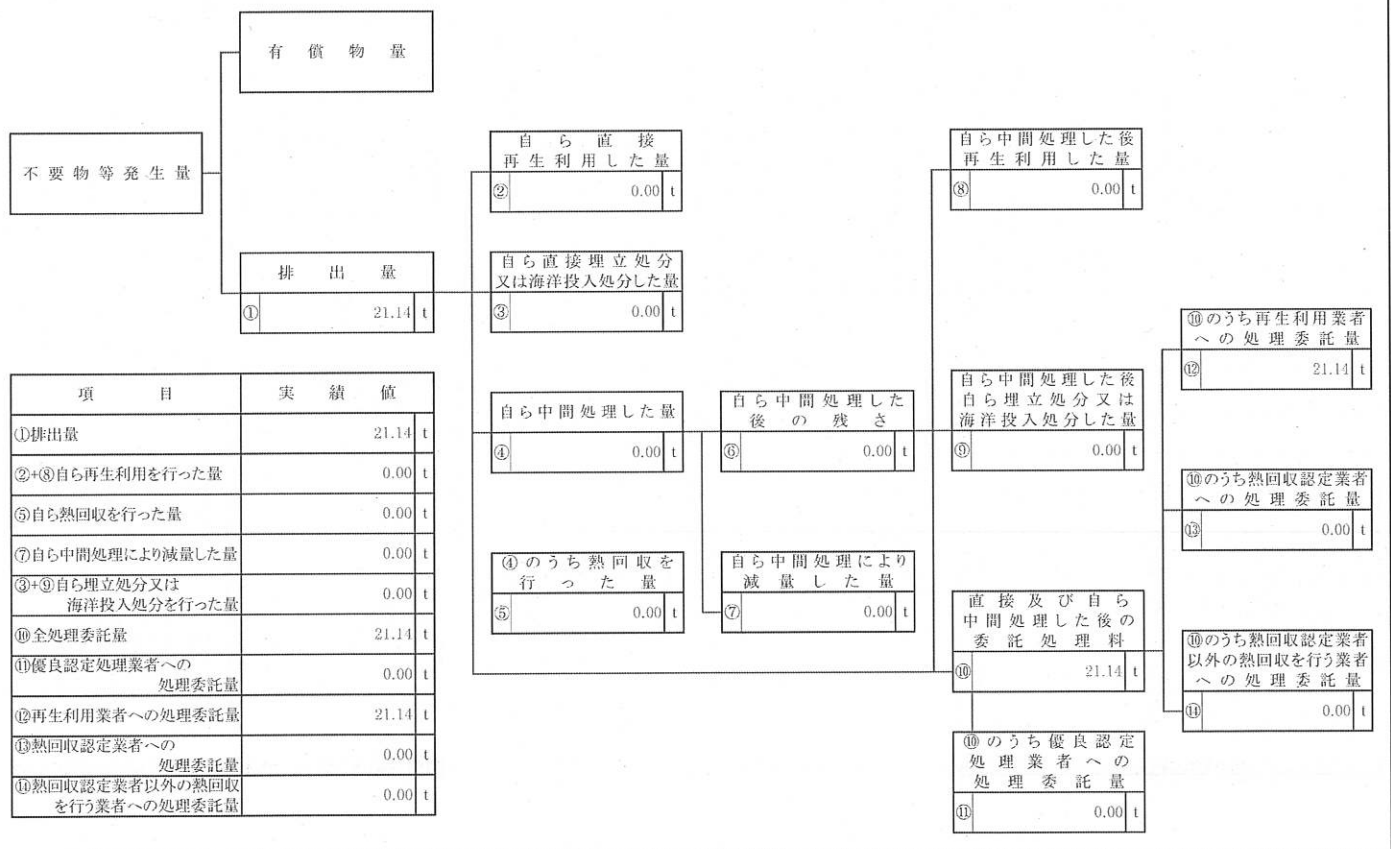 有償物量
不要物等発生量
排出量
① 21.14 t
自ら直接
再生利用した量
② 0.00 t
自ら直接埋立処分
又は海洋投入処分した量
③ 0.00 t
自ら中間処理した量
④ 0.00 t
④のうち熱回収を
行った量
⑤ 0.00 t
自ら中間処理した
後の残さ
⑥ 0.00 t
自ら中間処理により
減量した量
⑦ 0.00 t
自ら中間処理した後
再生利用した量
⑧ 0.00 t
自ら中間処理した後
自ら埋立処分又は
海洋投入処分した量
⑨ 0.00 t
直接及び自ら
中間処理した後の
委託処理料
⑩ 21.14 t
⑩のうち優良認定
処理業者への
処理委託量
⑪ 0.00 t
⑩のうち再生利用業者
への処理委託量
⑫ 21.14 t
⑩のうち熱回収認定業者
への処理委託量
⑬ 0.00 t
⑩のうち熱回収認定業者
以外の熱回収を行う業者
への処理委託量
⑭ 0.00 t
項目 実績値
①排出量 21.14 t
②+⑧自ら再生利用を行った量 0.00 t
⑤自ら熱回収を行った量 0.00 t
⑦自ら中間処理により減量した量 0.00 t
③+⑨自ら埋立処分又は
海洋投入処分を行った量 0.00 t
⑩全処理委託量 21.14 t
⑪優良認定処理業者への
処理委託量 0.00 t
⑫再生利用業者への処理委託量 21.14 t
⑬熱回収認定業者への
処理委託量 0.00 t
⑭熱回収認定業者以外の熱回収
を行う業者への処理委託量 0.00 t